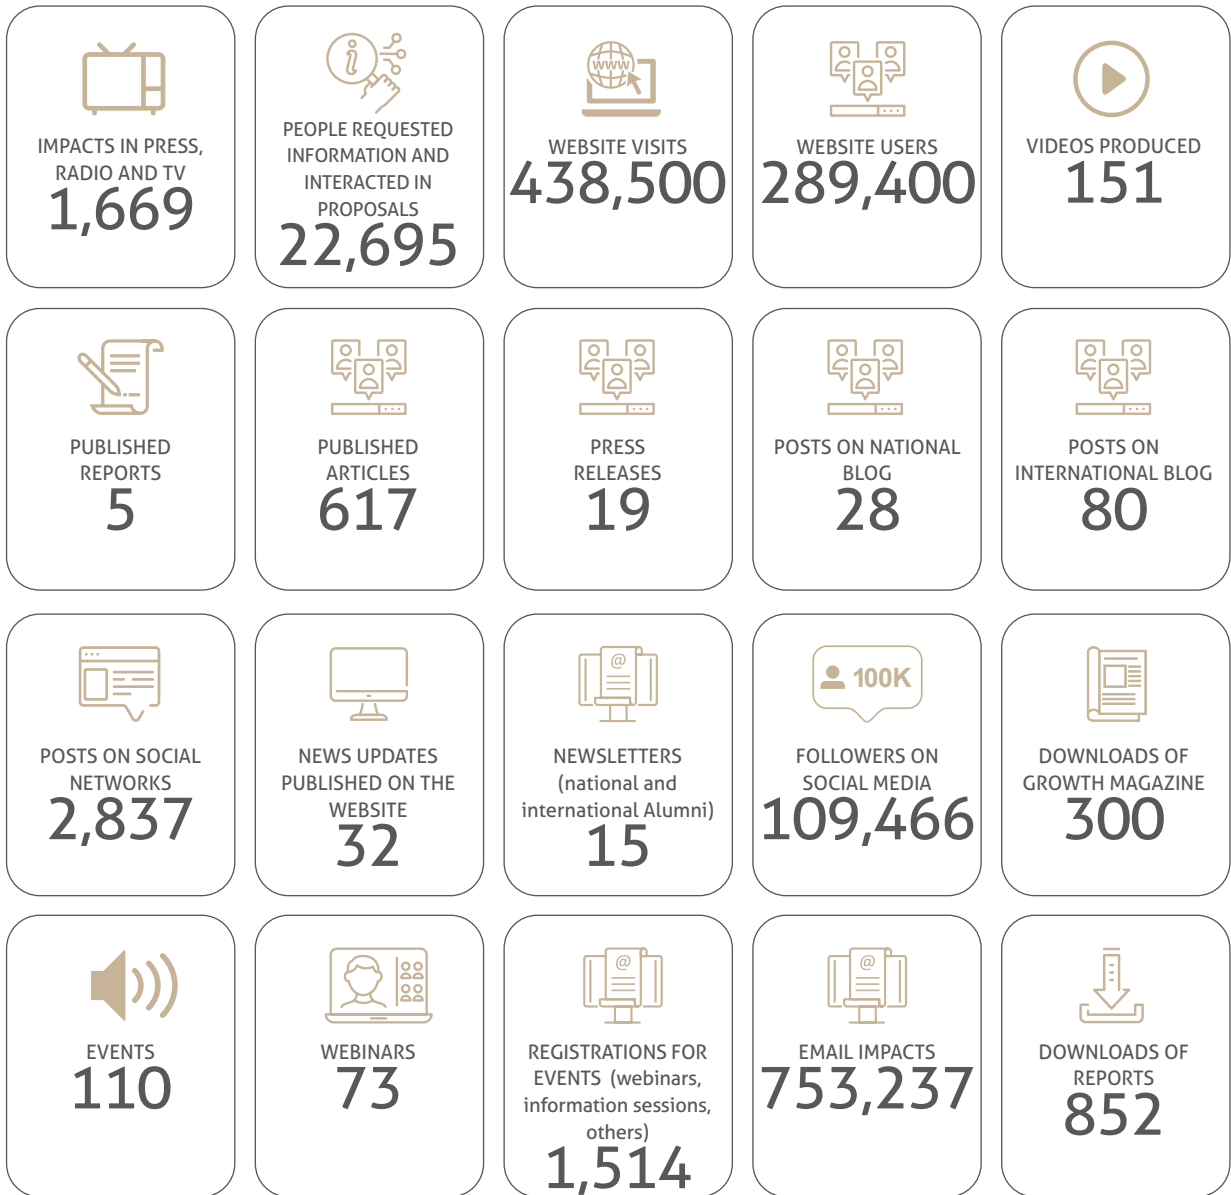 IMPACTS IN PRESS,
RADIO AND TV
1,669
PEOPLE REQUESTED
INFORMATION AND
INTERACTED IN
PROPOSALS
22,695
www
WEBSITE VISITS
438,500
WEBSITE USERS
289,400
VIDEOS PRODUCED
151
PUBLISHED
REPORTS
5
PUBLISHED
ARTICLES
617
PRESS
RELEASES
19
POSTS ON NATIONAL
BLOG
28
POSTS ON
INTERNATIONAL BLOG
80
POSTS ON SOCIAL
NETWORKS
2,837
NEWS UPDATES
PUBLISHED ON THE
WEBSITE
32
@
NEWSLETTERS
(national and
international Alumni)
15
100K
FOLLOWERS ON
SOCIAL MEDIA
109,466
DOWNLOADS OF
GROWTH MAGAZINE
300
EVENTS
110
WEBINARS
73
@
REGISTRATIONS FOR
EVENTS (webinars,
information sessions,
others)
1,514
@
EMAIL IMPACTS
753,237
DOWNLOADS OF
REPORTS
852